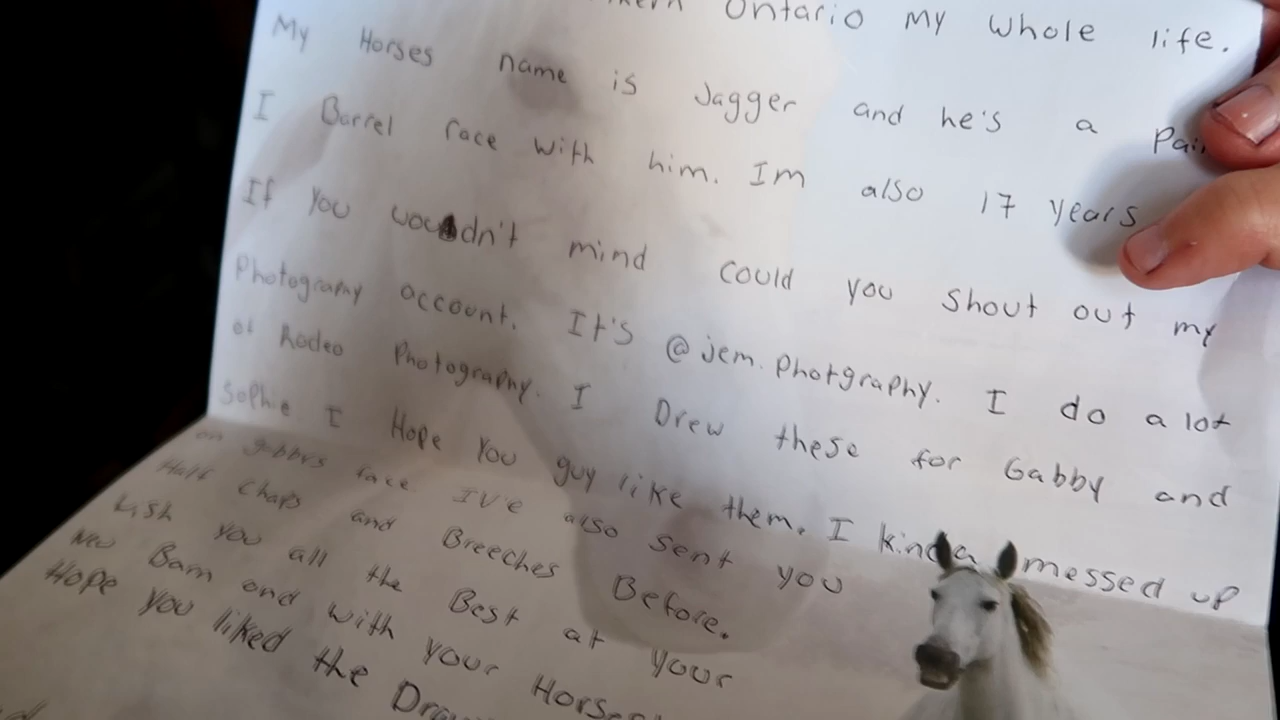 Ontario my whole life.
My Horses name is Jagger and he's a
I Barrel race with him. Im also 17 years
If you wouldn't mind could you shout out my
Photograpny account. It's @jem.photgraphy. I do a lot
of Rodeo Photography. I Drew these for Gabby and
Sophie I Hope you guy like them. I kinda messed up
on gabbys face IV'e also sent you
Half chaps and Breeches Before.
Wish you all the Best at your
New Barn and with your
Hope you liked the